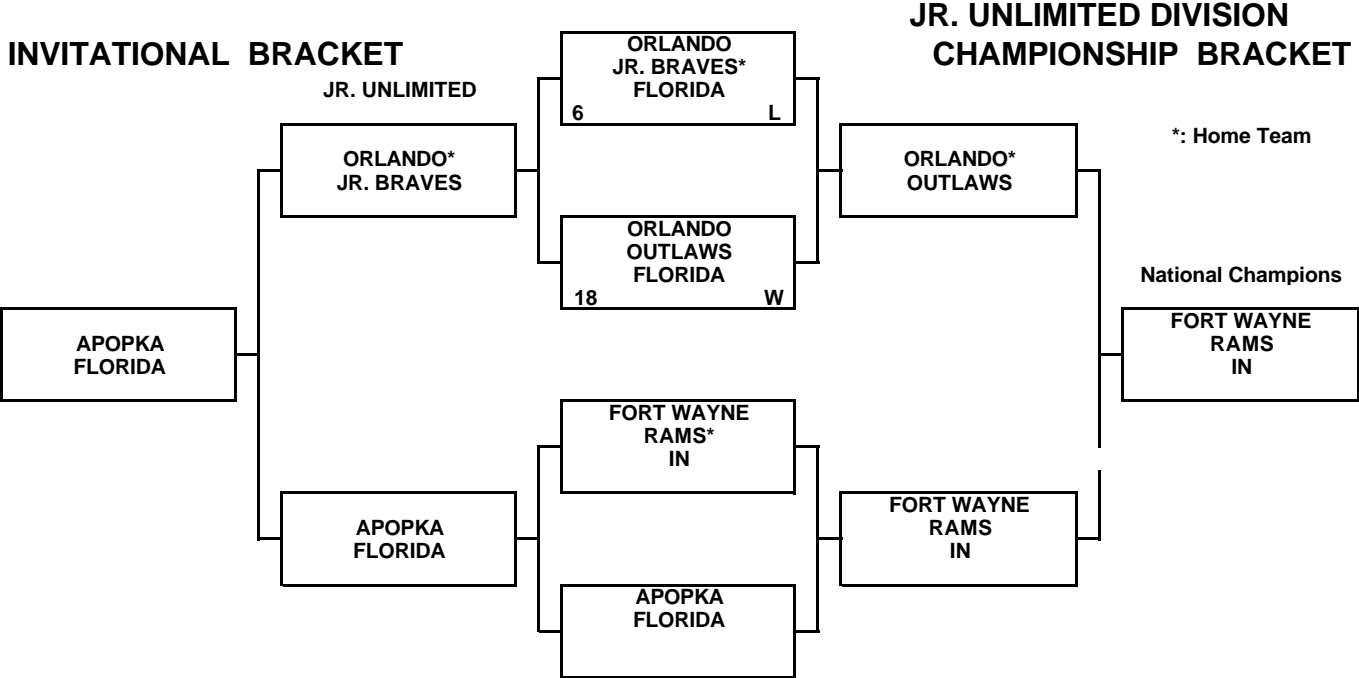 JR. UNLIMITED DIVISION
INVITATIONAL BRACKET
CHAMPIONSHIP BRACKET
JR. UNLIMITED
ORLANDO
JR. BRAVES*
FLORIDA
6 L
*: Home Team
ORLANDO*
JR. BRAVES
ORLANDO*
OUTLAWS
ORLANDO
OUTLAWS
FLORIDA
18 W
National Champions
APOPKA
FLORIDA
FORT WAYNE
RAMS
IN
FORT WAYNE
RAMS*
IN
APOPKA
FLORIDA
FORT WAYNE
RAMS
IN
APOPKA
FLORIDA